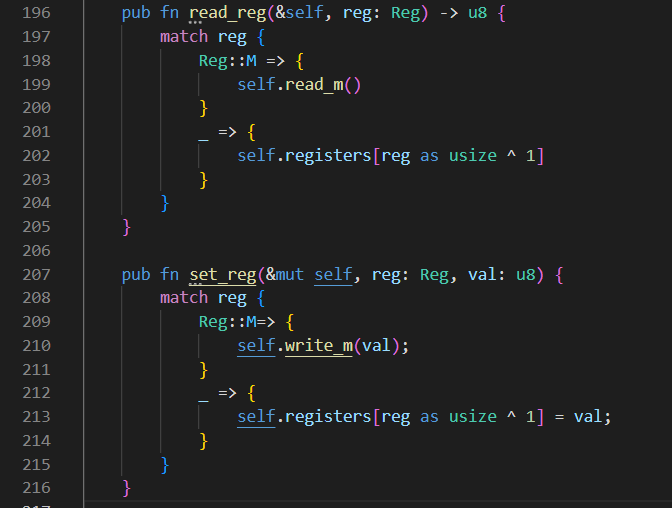 196     pub fn read_reg(&self, reg: Reg) -> u8 {
197         match reg {
198             Reg::M => {
199                 self.read_m()
200             }
201             _ => {
202                 self.registers[reg as usize ^ 1]
203             }
204         }
205     }
206
207     pub fn set_reg(&mut self, reg: Reg, val: u8) {
208         match reg {
209             Reg::M=> {
210                 self.write_m(val);
211             }
212             _ => {
213                 self.registers[reg as usize ^ 1] = val;
214             }
215         }
216     }